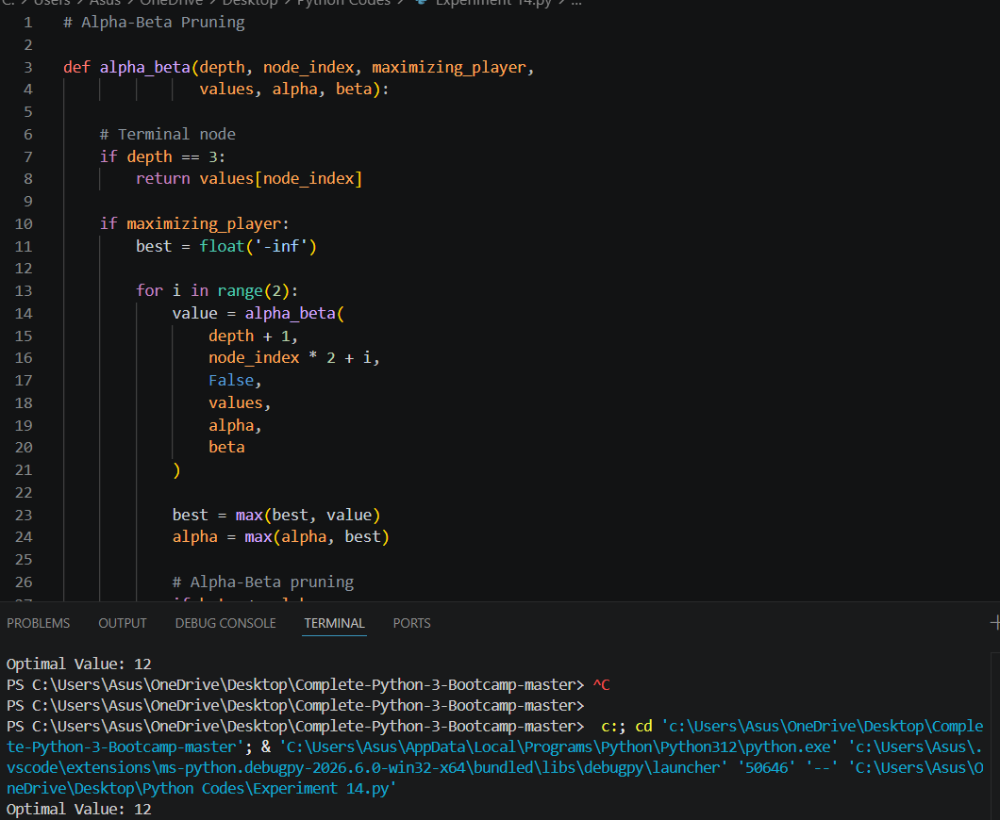 C: > Users > Asus > OneDrive > Desktop > Python Codes > Experiment 14.py > ...
1 # Alpha-Beta Pruning
2
3 def alpha_beta(depth, node_index, maximizing_player,
4 values, alpha, beta):
5
6 # Terminal node
7 if depth == 3:
8 return values[node_index]
9
10 if maximizing_player:
11 best = float('-inf')
12
13 for i in range(2):
14 value = alpha_beta(
15 depth + 1,
16 node_index * 2 + i,
17 False,
18 values,
19 alpha,
20 beta
21 )
22
23 best = max(best, value)
24 alpha = max(alpha, best)
25
26 # Alpha-Beta pruning
PROBLEMS OUTPUT DEBUG CONSOLE TERMINAL PORTS +
Optimal Value: 12
PS C:\Users\Asus\OneDrive\Desktop\Complete-Python-3-Bootcamp-master> ^C
PS C:\Users\Asus\OneDrive\Desktop\Complete-Python-3-Bootcamp-master>
PS C:\Users\Asus\OneDrive\Desktop\Complete-Python-3-Bootcamp-master> c:; cd 'c:\Users\Asus\OneDrive\Desktop\Comple
te-Python-3-Bootcamp-master'; & 'C:\Users\Asus\AppData\Local\Programs\Python\Python312\python.exe' 'c:\Users\Asus\.
vscode\extensions\ms-python.debugpy-2026.6.0-win32-x64\bundled\libs\debugpy\launcher' '50646' '--' 'C:\Users\Asus\O
neDrive\Desktop\Python Codes\Experiment 14.py'
Optimal Value: 12